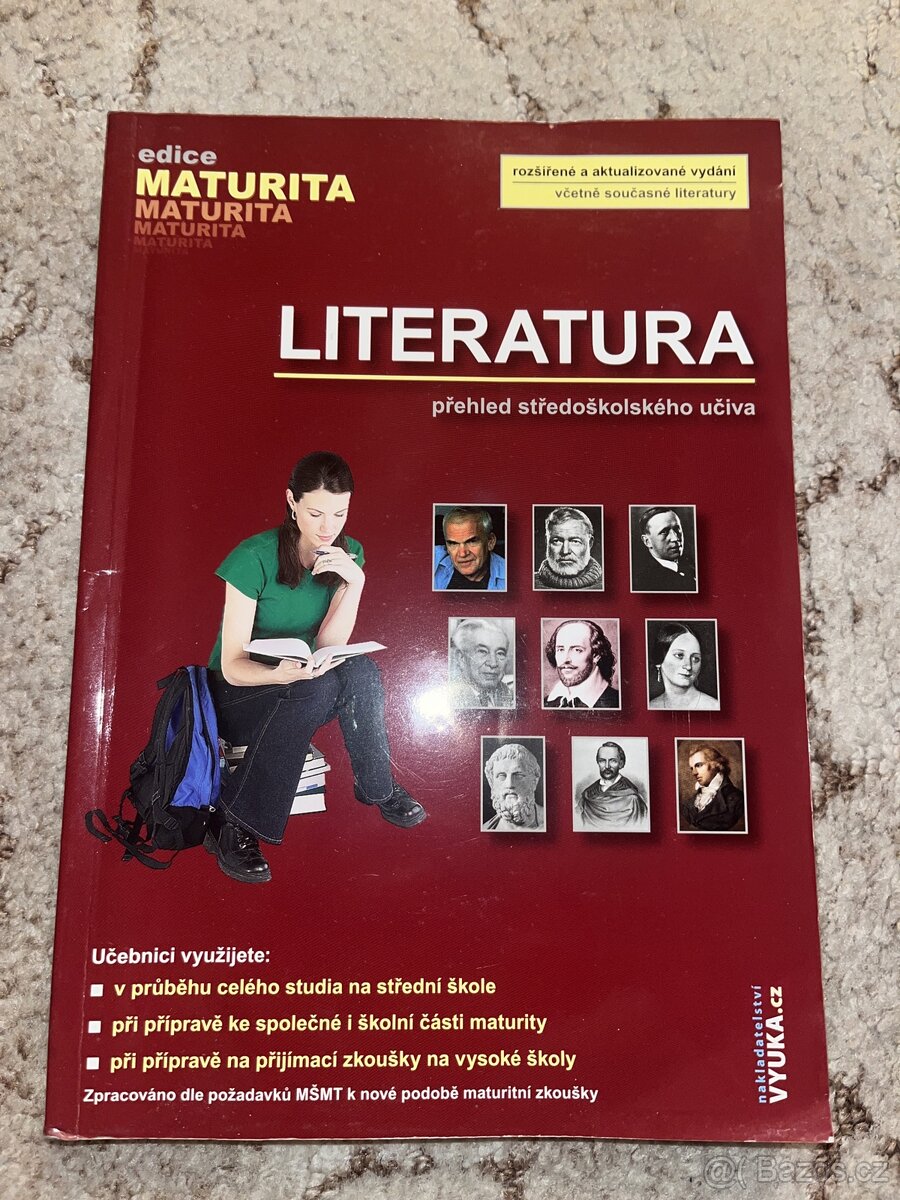 edice
MATURITA
MATURITA
MATURITA
MATURITA
MATURITA
rozšířené a aktualizované vydání
včetně současné literatury
LITERATURA
přehled středoškolského učiva
Učebnici využijete:
v průběhu celého studia na střední škole
při přípravě ke společné i školní části maturity
při přípravě na přijímací zkoušky na vysoké školy
Zpracováno dle požadavků MŠMT k nové podobě maturitní zkoušky
nakladatelství
VYUKA.cz
Bazos.cz